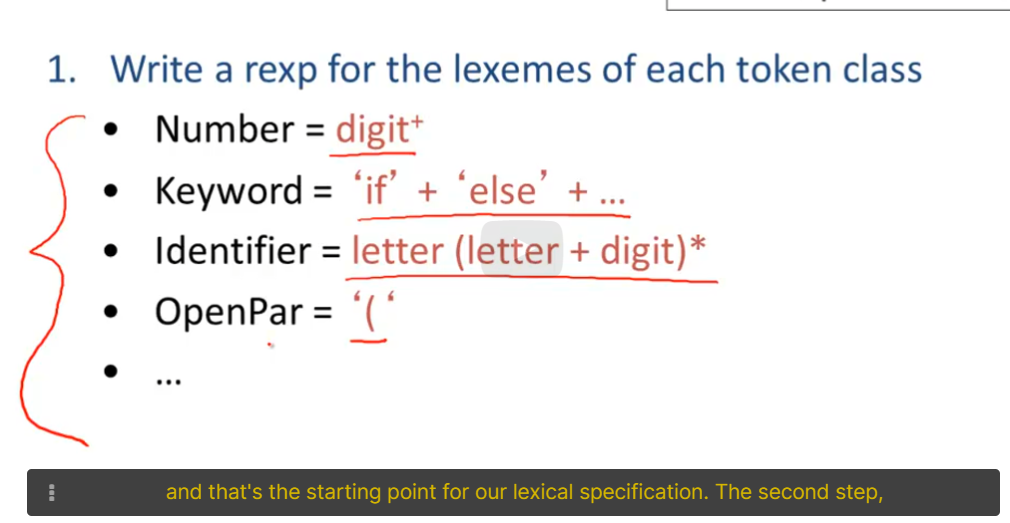 1. Write a rexp for the lexemes of each token class
• Number = digit⁺
• Keyword = ‘if’ + ‘else’ + ...
• Identifier = letter (letter + digit)*
• OpenPar = ‘(‘
• ...
and that's the starting point for our lexical specification. The second step,